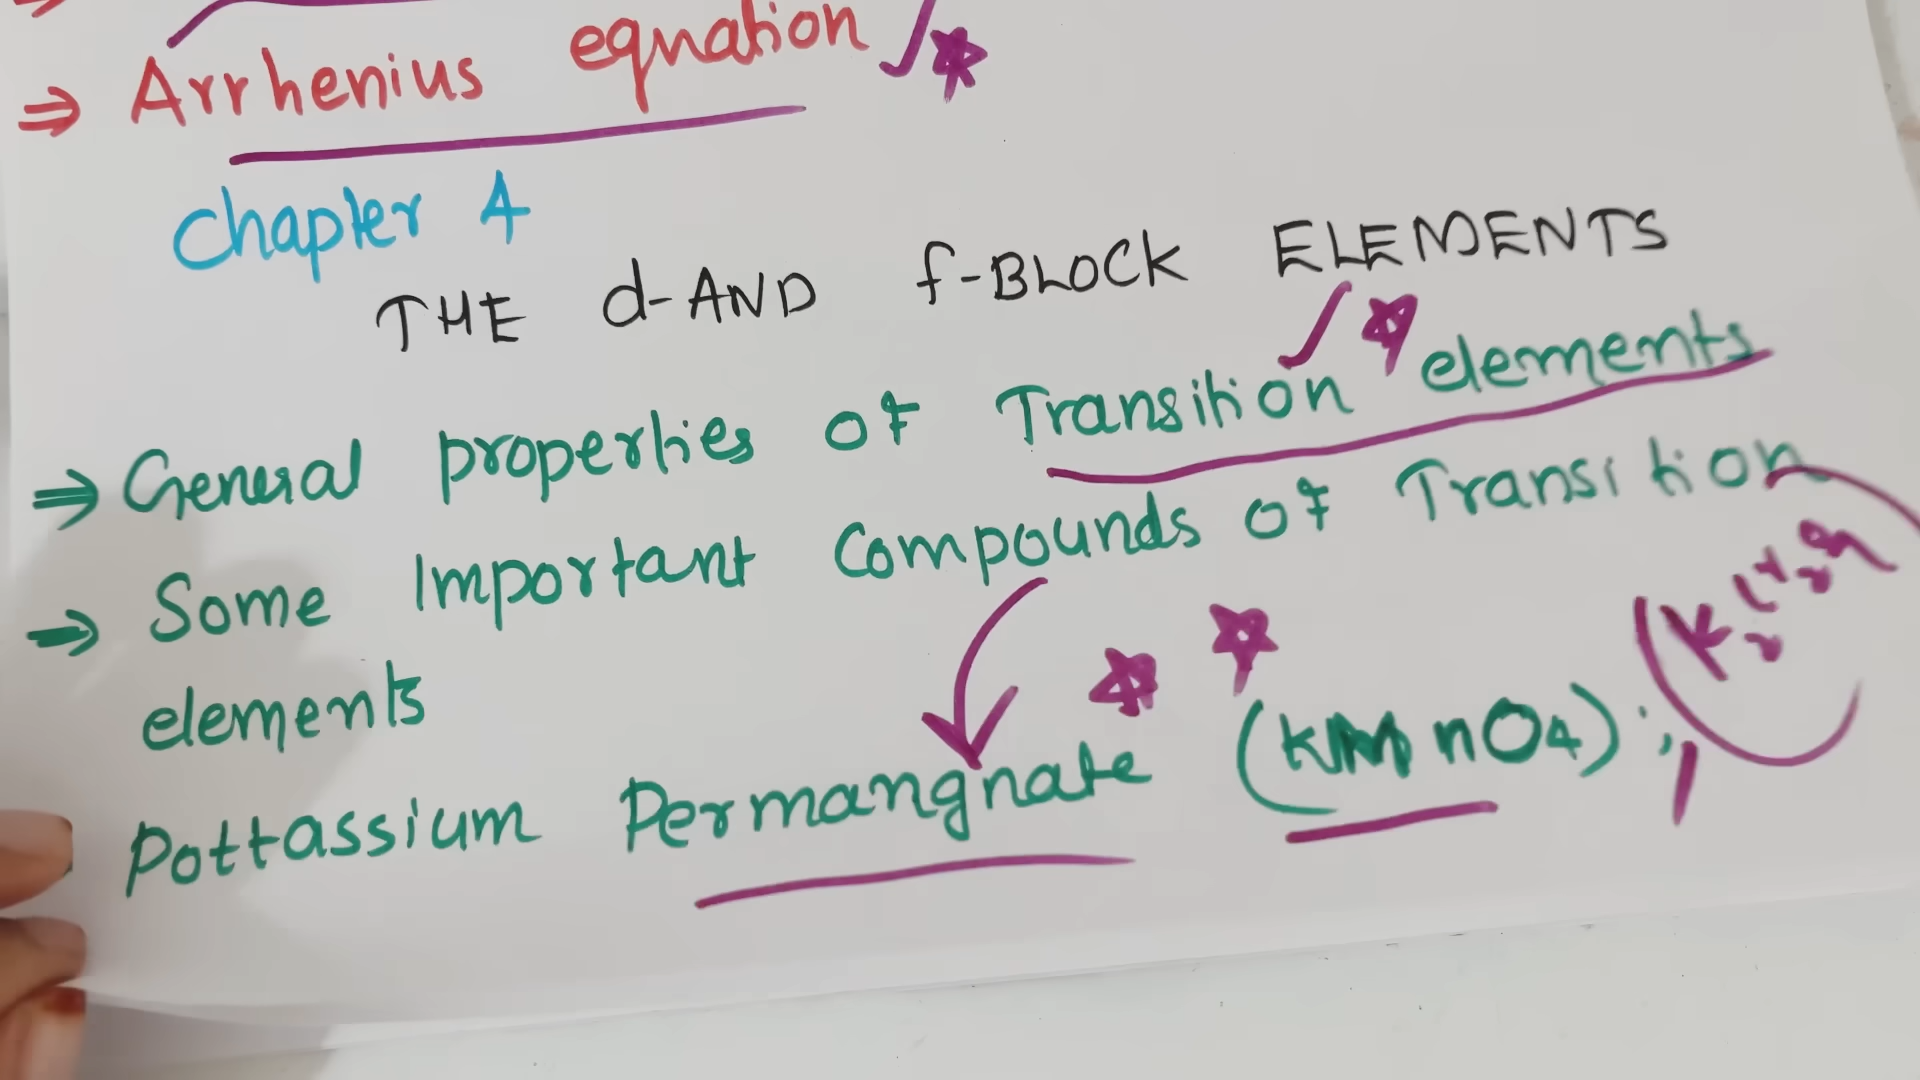 ⇒ Arrhenius equation
Chapter 4
THE d-AND f-BLOCK ELEMENTS
⇒ General properties of Transition elements
⇒ Some Important Compounds of Transition
elements
Pottassium Permangnate (KMnO4);